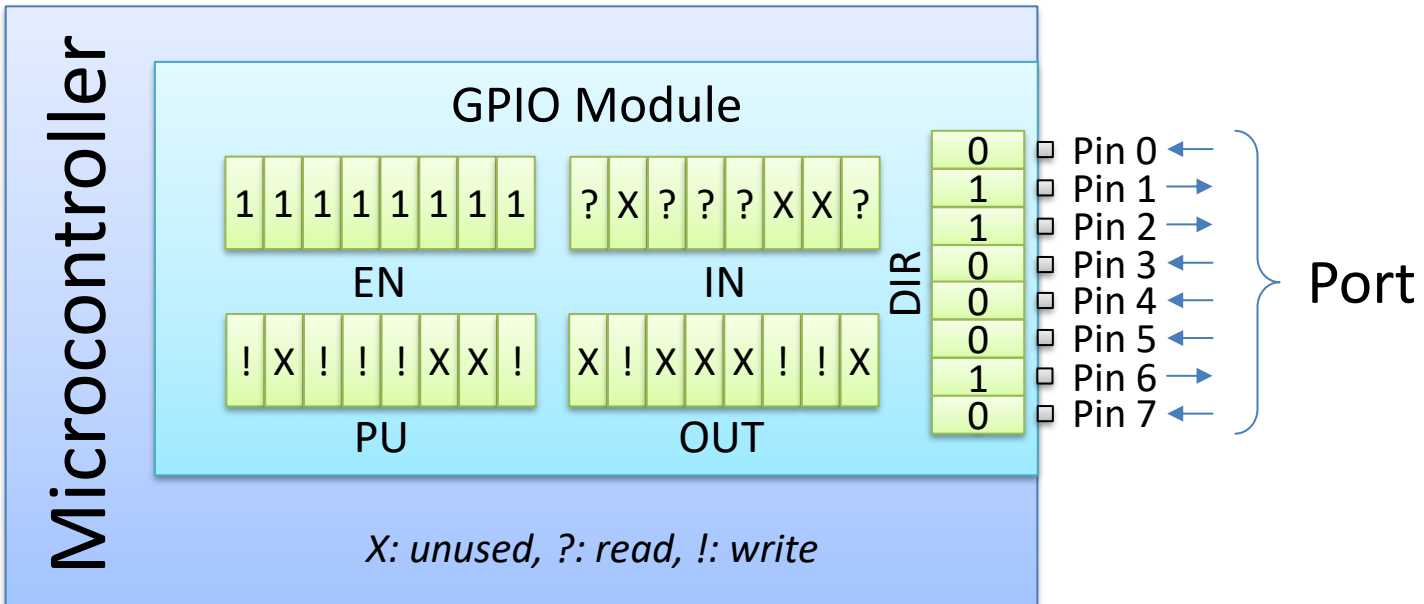 Microcontroller
GPIO Module
1 1 1 1 1 1 1 1
EN
? X ? ? ? X X ?
IN
! X ! ! ! X X !
PU
X ! X X X ! ! X
OUT
DIR
0
1
1
0
0
0
1
0
Pin 0
Pin 1
Pin 2
Pin 3
Pin 4
Pin 5
Pin 6
Pin 7
Port
X: unused, ?: read, !: write